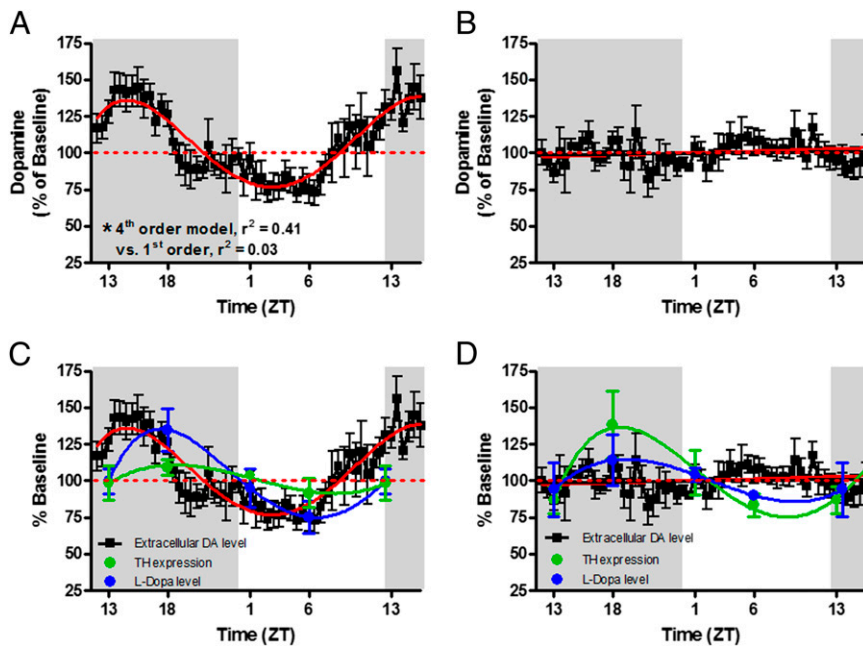 A
175
150
125
100
75
50
25
Dopamine
(% of Baseline)
* 4th order model, r2 = 0.41
vs. 1st order, r2 = 0.03
13 18 1 6 13
Time (ZT)
B
175
150
125
100
75
50
25
Dopamine
(% of Baseline)
13 18 1 6 13
Time (ZT)
C
175
150
125
100
75
50
25
% Baseline
Extracellular DA level
TH expression
L-Dopa level
13 18 1 6 13
Time (ZT)
D
175
150
125
100
75
50
25
% Baseline
Extracellular DA level
TH expression
L-Dopa level
13 18 1 6 13
Time (ZT)